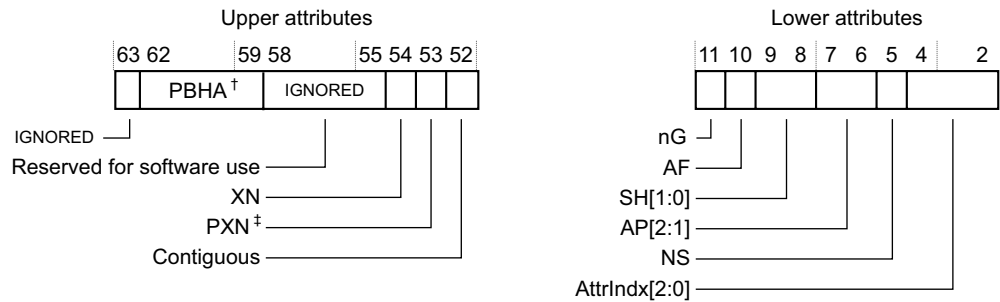 Upper attributes
Lower attributes
63 62 59 58 55 54 53 52
11 10 9 8 7 6 5 4 2
PBHA † IGNORED
IGNORED
Reserved for software use
XN
PXN ‡
Contiguous
nG
AF
SH[1:0]
AP[2:1]
NS
AttrIndx[2:0]